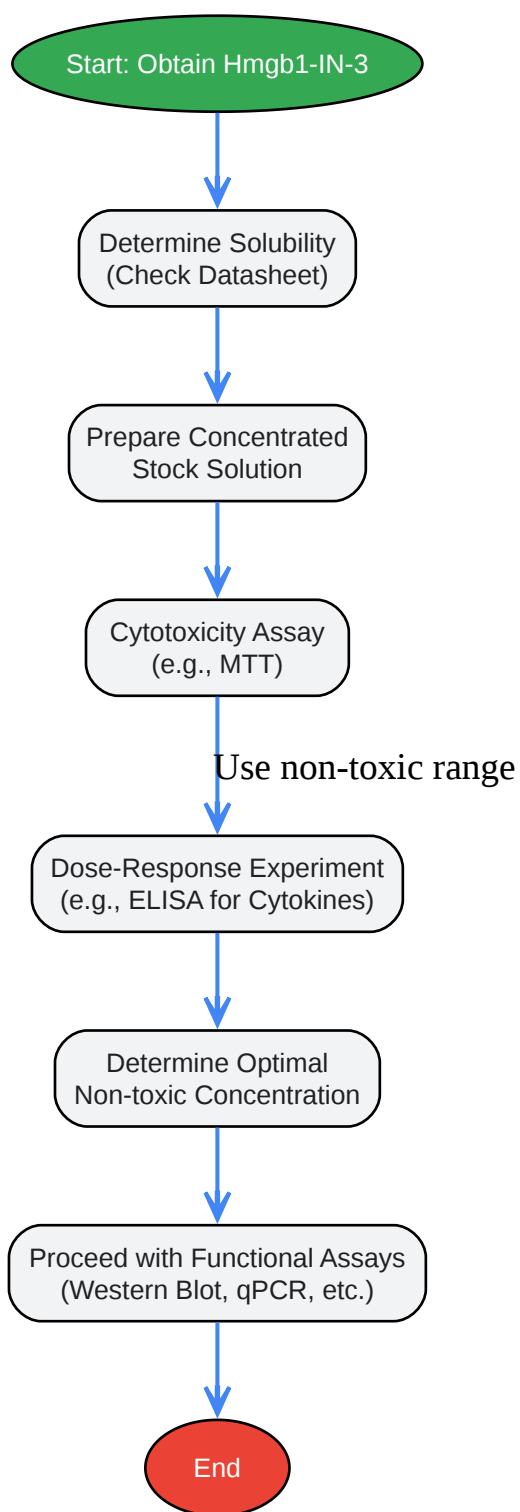 Start: Obtain Hmgb1-IN-3
Determine Solubility
(Check Datasheet)
Prepare Concentrated
Stock Solution
Cytotoxicity Assay
(e.g., MTT)
Use non-toxic range
Dose-Response Experiment
(e.g., ELISA for Cytokines)
Determine Optimal
Non-toxic Concentration
Proceed with Functional Assays
(Western Blot, qPCR, etc.)
End